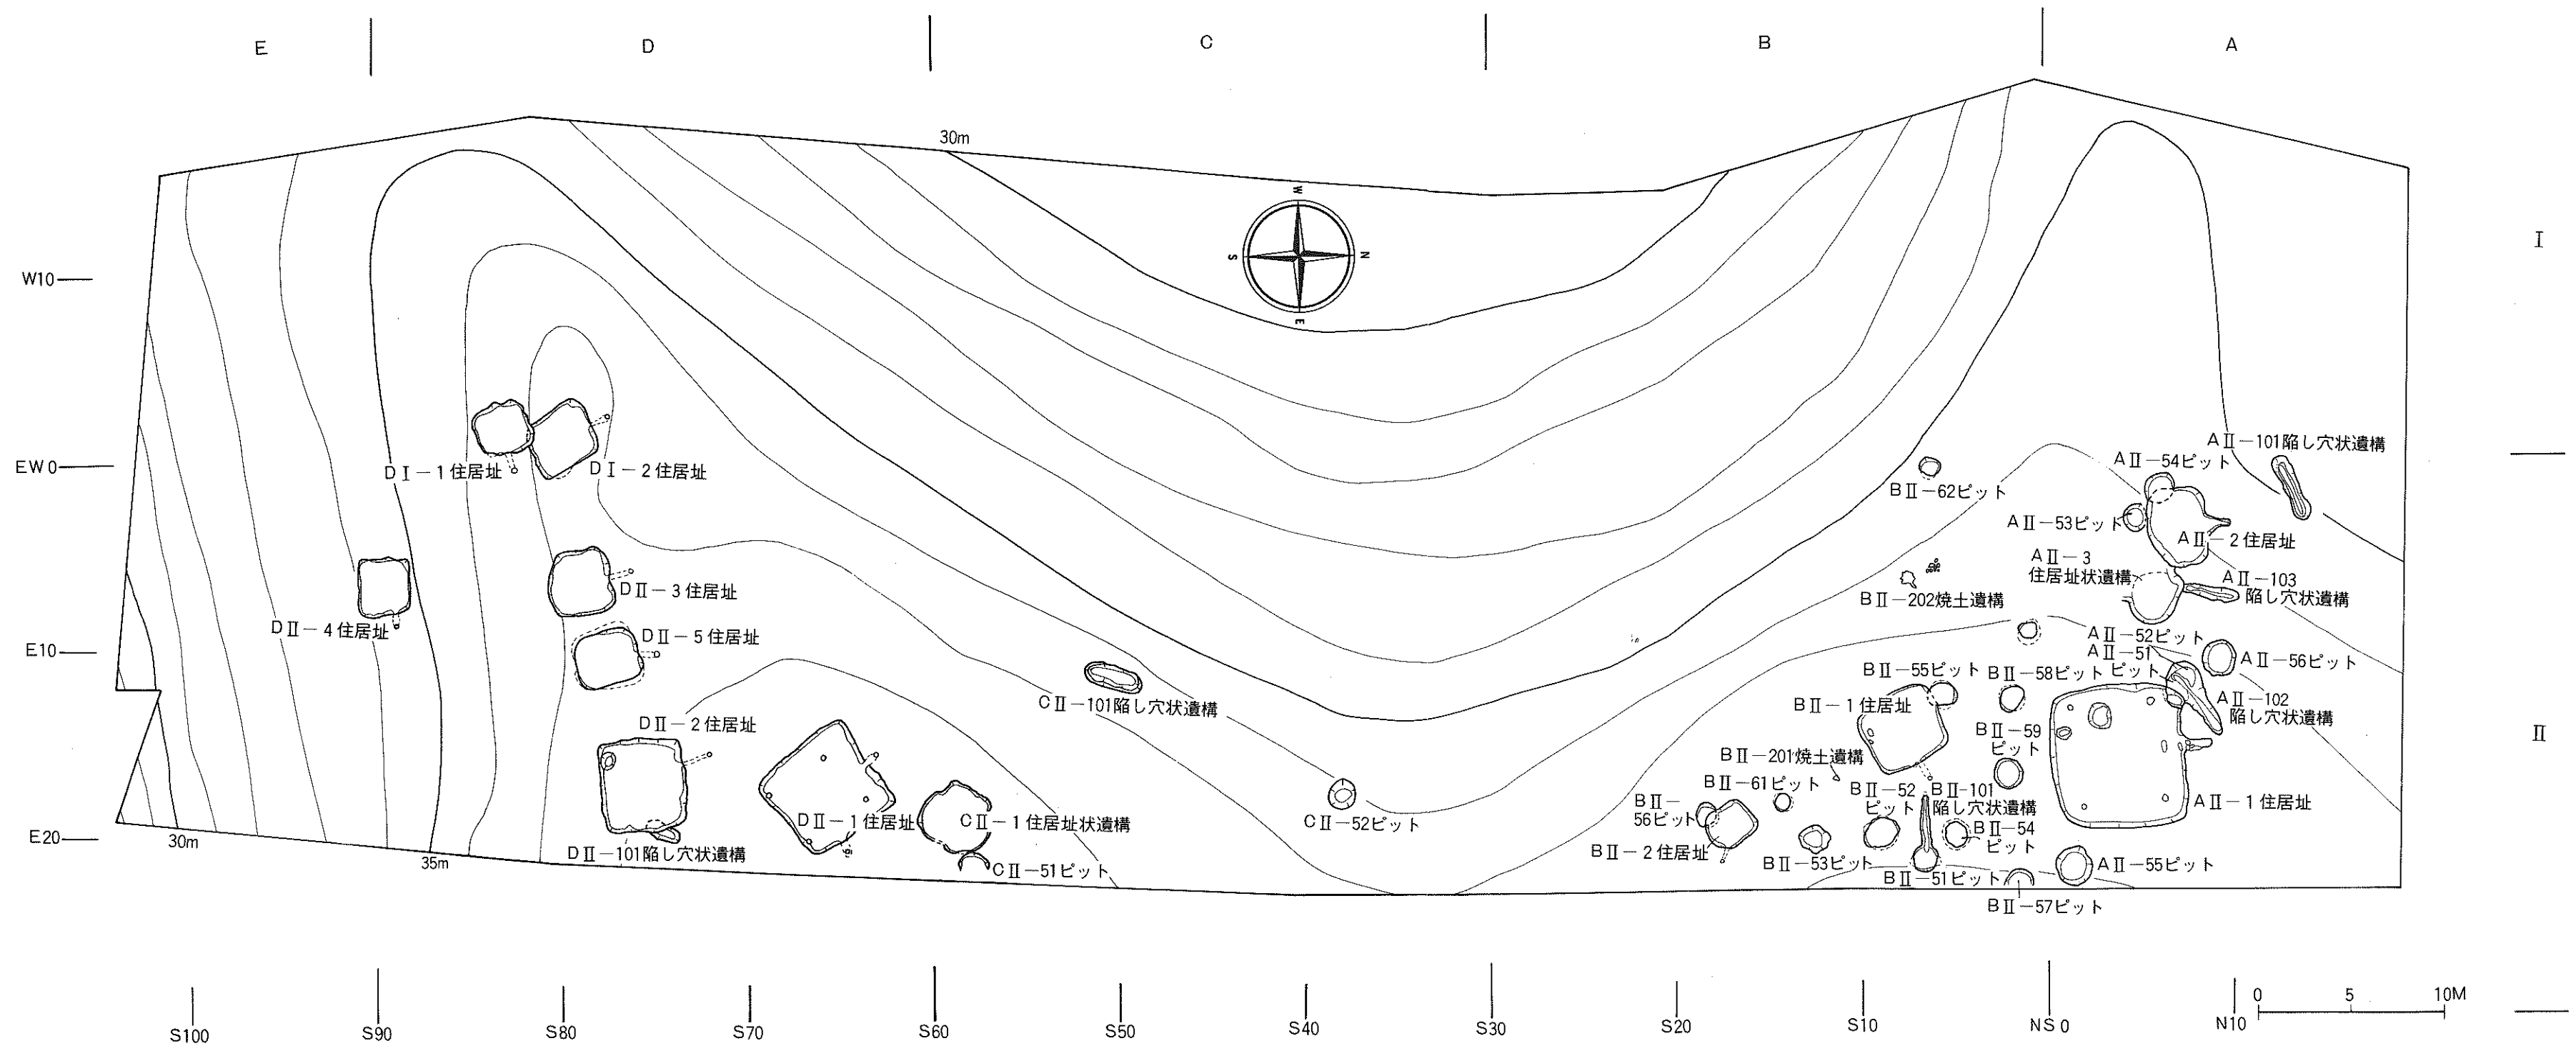 E D C B A
30m
W
S N
E
I
W10
AⅡ-101陥し穴状遺構
AⅡ-54ピット
EW0
DⅠ-1住居址
DⅠ-2住居址
BⅡ-62ピット
AⅡ-53ピット
AⅡ-2住居址
AⅡ-3
住居址状遺構
AⅡ-103
陥し穴状遺構
DⅡ-3住居址
BⅡ-202焼土遺構
DⅡ-4住居址
DⅡ-5住居址
E10
AⅡ-52ピット
AⅡ-51
ピット
AⅡ-56ピット
BⅡ-55ピット
BⅡ-58ピット
CⅡ-101陥し穴状遺構
BⅡ-1住居址
AⅡ-102
陥し穴状遺構
DⅡ-2住居址
BⅡ-59
ピット
Ⅱ
BⅡ-201焼土遺構
BⅡ-61ピット
BⅡ-52
ピット
BⅡ-101
陥し穴状遺構
AⅡ-1住居址
BⅡ-
56ピット
DⅡ-1住居址
CⅡ-1住居址状遺構
CⅡ-52ピット
BⅡ-54
ピット
E20
30m
DⅡ-101陥し穴状遺構
BⅡ-2住居址
BⅡ-53ピット
35m
CⅡ-51ピット
BⅡ-51ピット
AⅡ-55ピット
BⅡ-57ピット
0 5 10M
S100 S90 S80 S70 S60 S50 S40 S30 S20 S10 NS0 N10